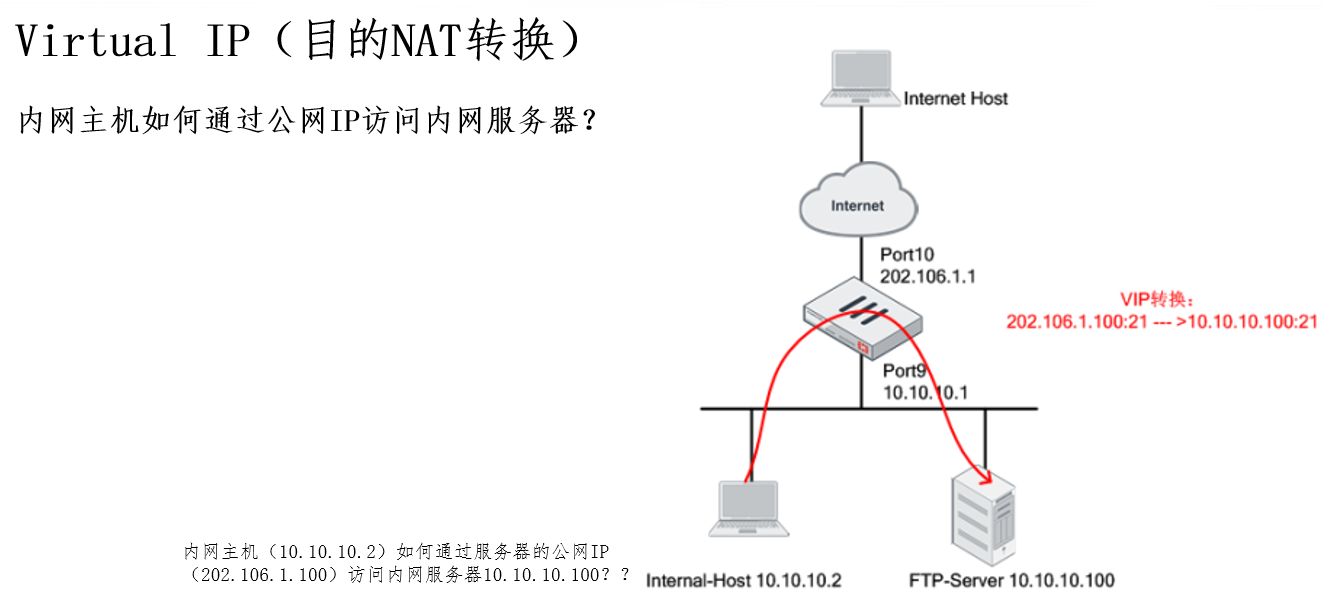 Virtual IP（目的NAT转换）
内网主机如何通过公网IP访问内网服务器？
Internet Host
Internet
Port10
202.106.1.1
VIP转换：
202.106.1.100:21 --- >10.10.10.100:21
Port9
10.10.10.1
内网主机（10.10.10.2）如何通过服务器的公网IP
（202.106.1.100）访问内网服务器10.10.10.100？？
Internal-Host 10.10.10.2
FTP-Server 10.10.10.100